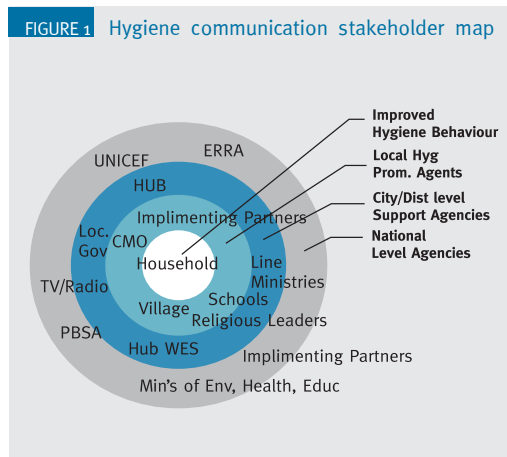 FIGURE 1 Hygiene communication stakeholder map
Improved
Hygiene Behaviour
Local Hyg
Prom. Agents
City/Dist level
Support Agencies
National
Level Agencies
ERRA
UNICEF
HUB
Implimenting Partners
Loc.
Gov
CMO
Household
Line
Ministries
TV/Radio
Schools
Village
Religious Leaders
PBSA
Hub WES
Implimenting Partners
Min's of Env, Health, Educ